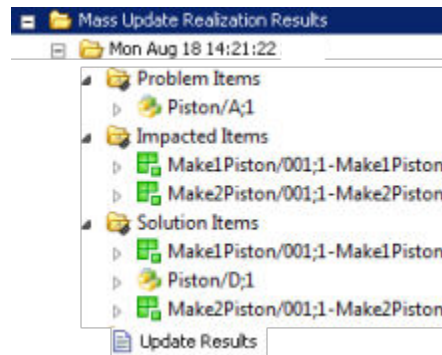 Mass Update Realization Results
Mon Aug 18 14:21:22
Problem Items
Piston/A;1
Impacted Items
Make1Piston/001;1-Make1Piston
Make2Piston/001;1-Make2Piston
Solution Items
Make1Piston/001;1-Make1Piston
Piston/D;1
Make2Piston/001;1-Make2Piston
Update Results